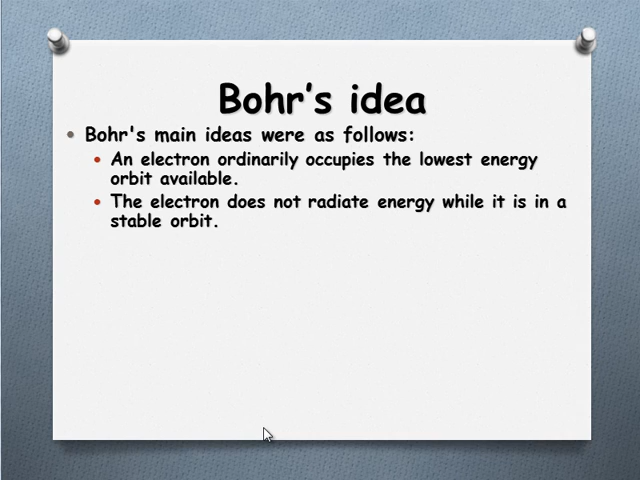 Bohr’s idea
Bohr's main ideas were as follows:
An electron ordinarily occupies the lowest energy
orbit available.
The electron does not radiate energy while it is in a
stable orbit.